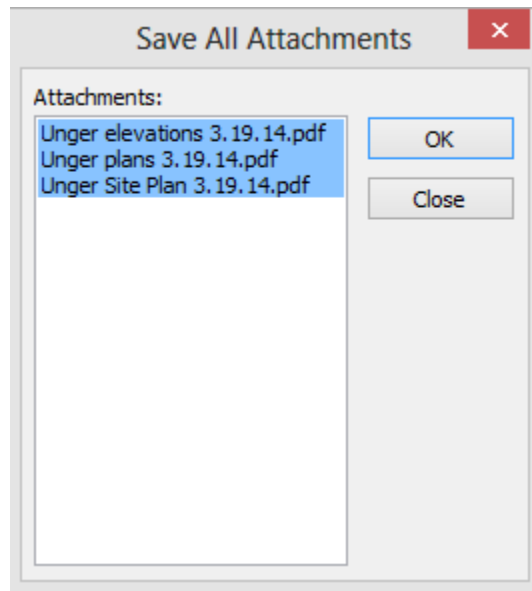 Save All Attachments
Attachments:
Unger elevations 3.19.14.pdf
Unger plans 3.19.14.pdf
Unger Site Plan 3.19.14.pdf
OK
Close